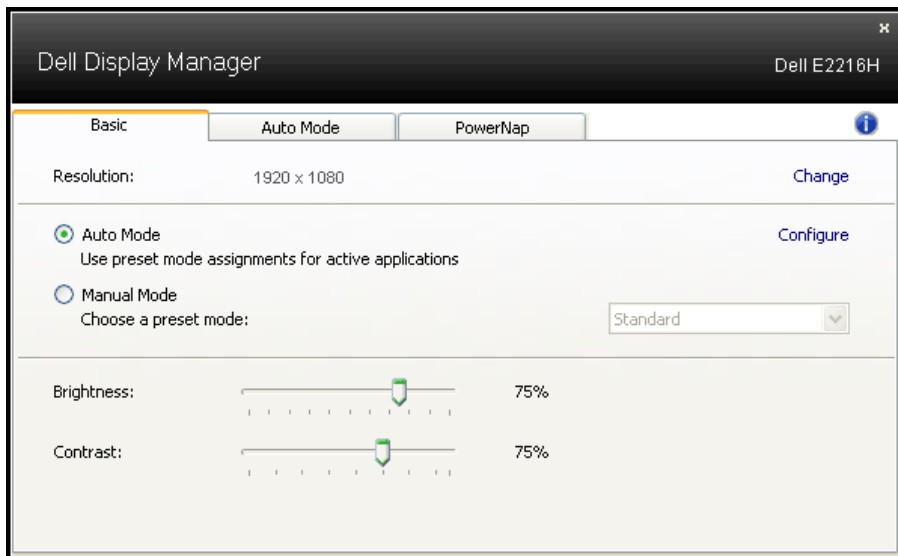 Dell Display Manager
Dell E2216H
Basic
Auto Mode
PowerNap
Resolution:
1920 x 1080
Change
Auto Mode
Configure
Use preset mode assignments for active applications
Manual Mode
Choose a preset mode:
Standard
Brightness:
75%
Contrast:
75%